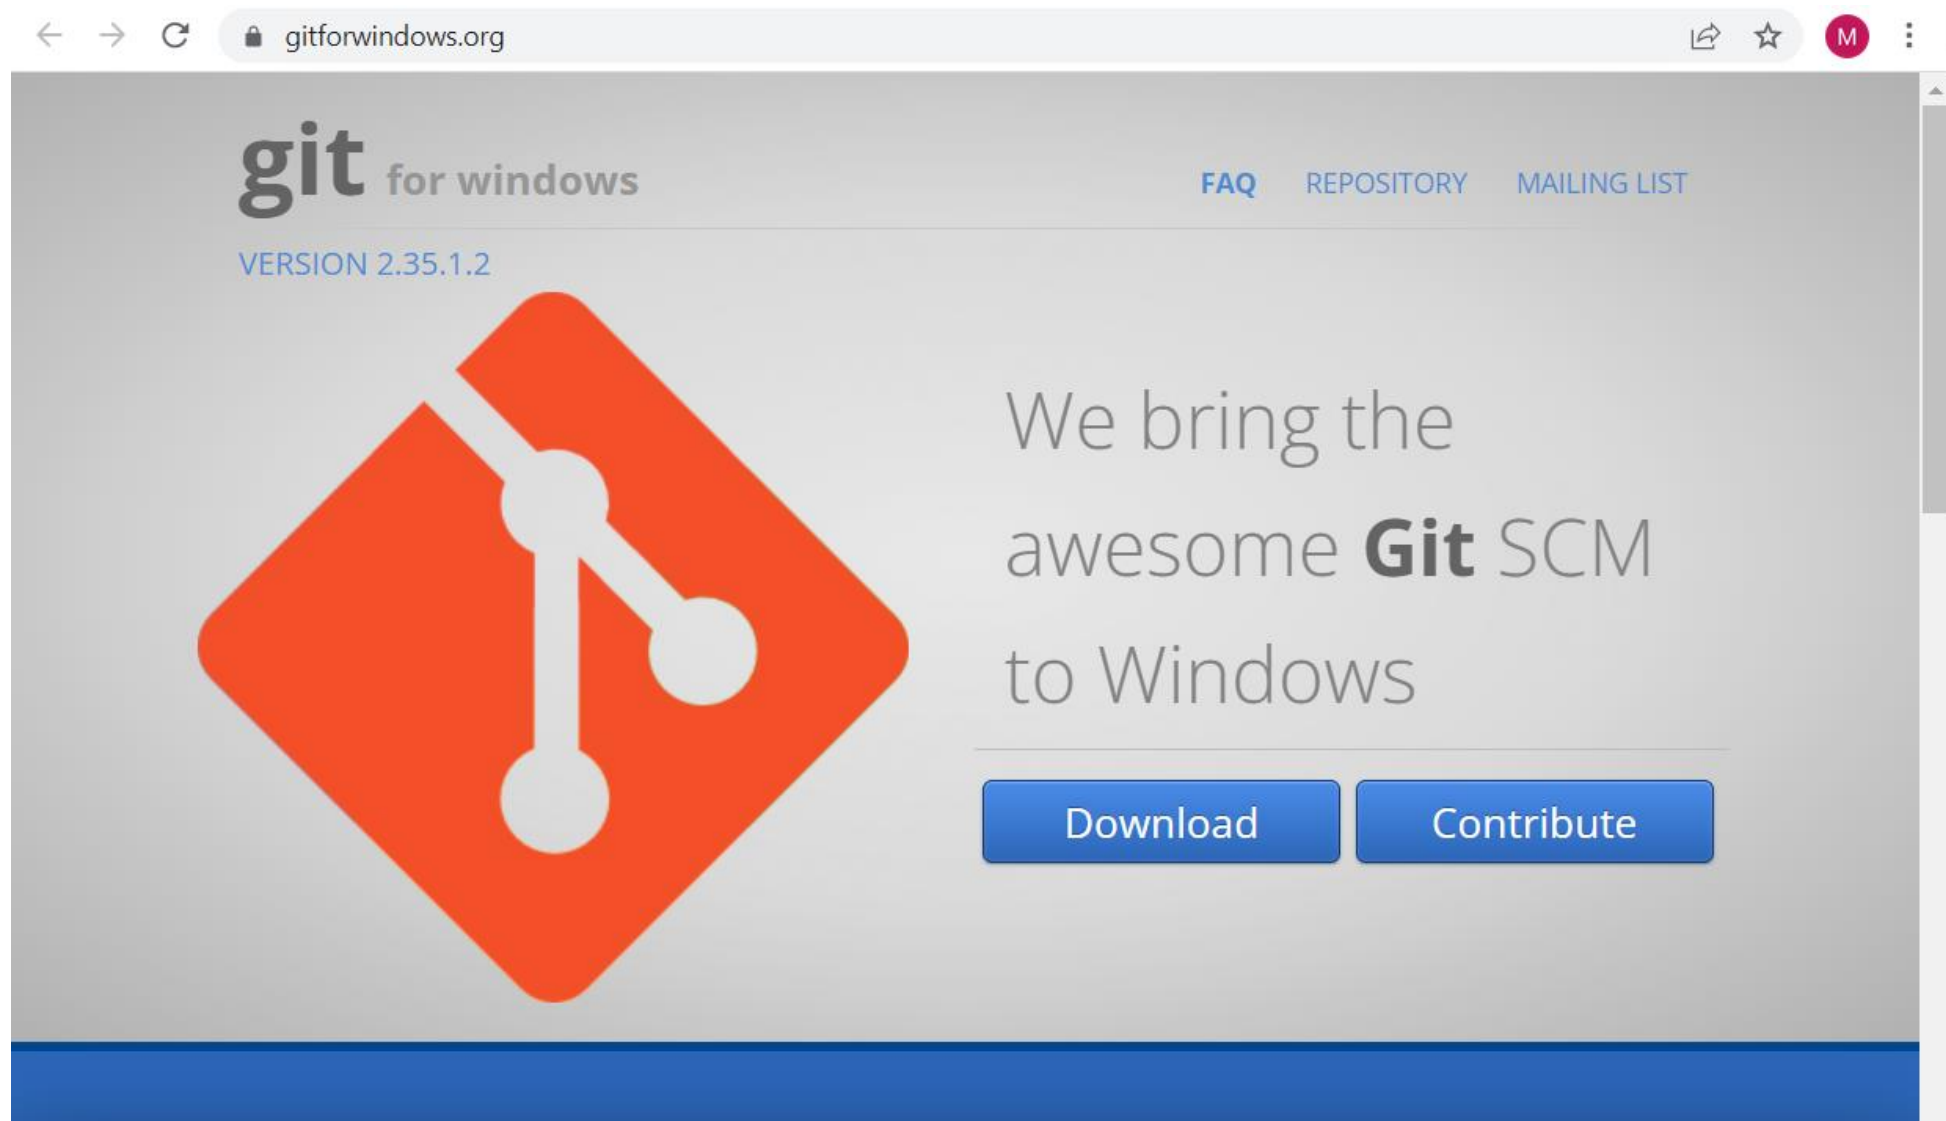 gitforwindows.org
M
git for windows
FAQ REPOSITORY MAILING LIST
VERSION 2.35.1.2
We bring the
awesome Git SCM
to Windows
Download Contribute